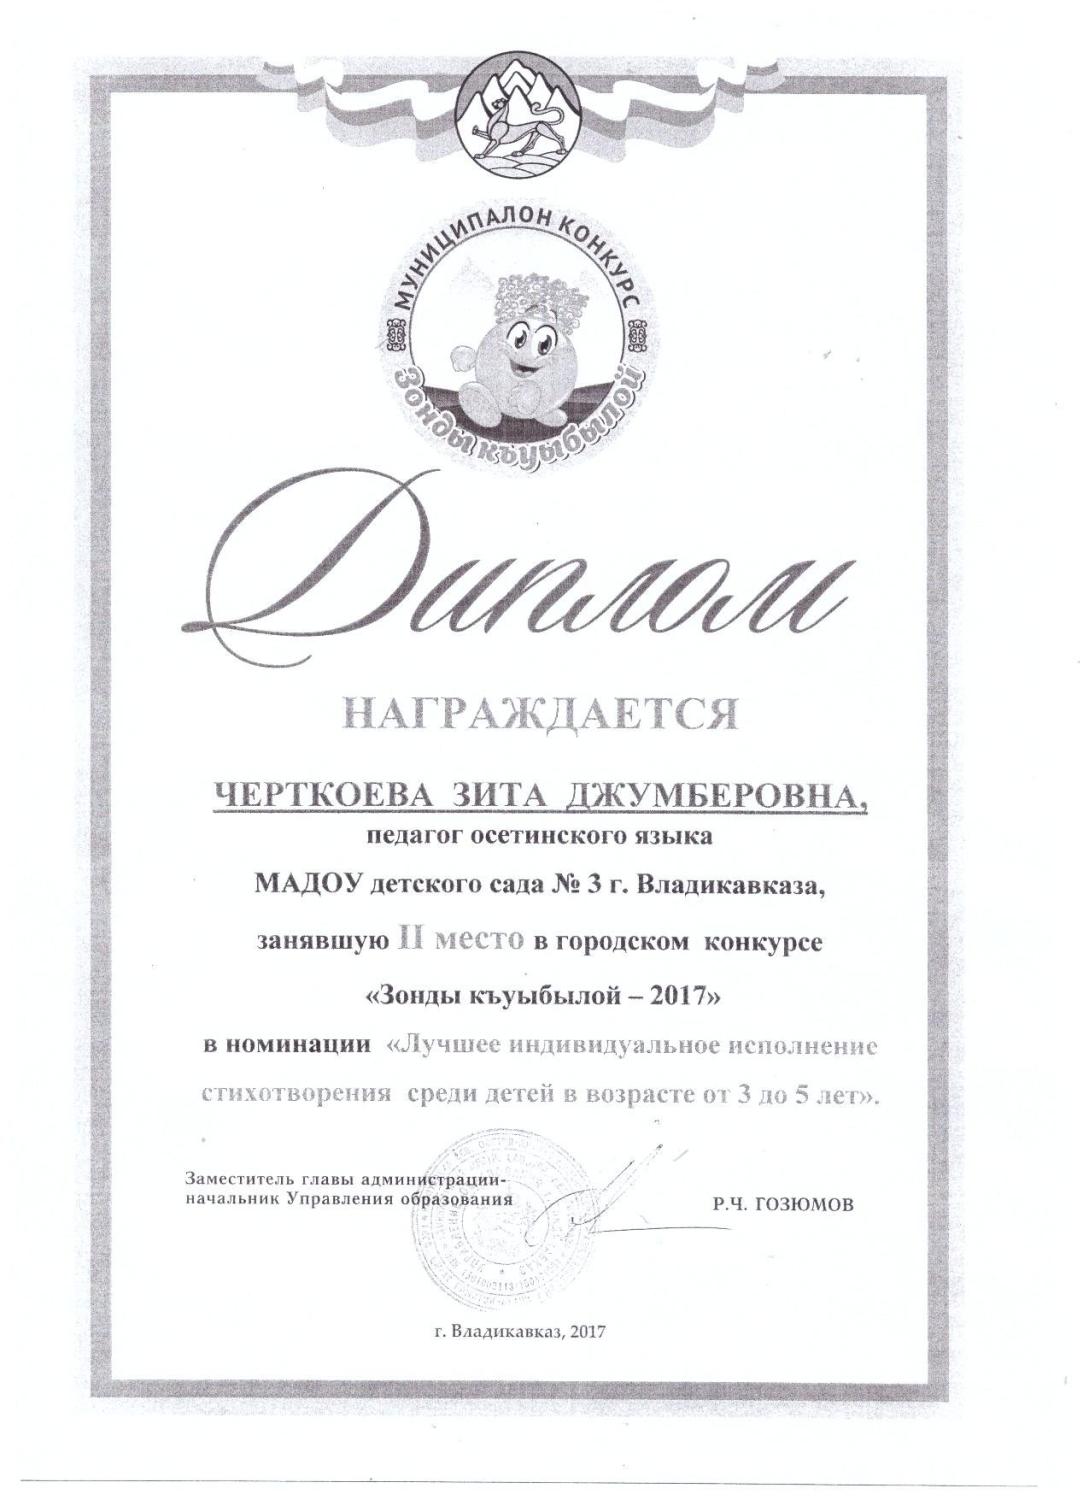 МУНИЦИПАЛОН КОНКУРС
Зонды къуыбылой
Диплом
НАГРАЖДАЕТСЯ
ЧЕРТКОЕВА ЗИТА ДЖУМБЕРОВНА,
педагог осетинского языка
МАДОУ детского сада № 3 г. Владикавказа,
занявшую II место в городском конкурсе
«Зонды къуыбылой – 2017»
в номинации «Лучшее индивидуальное исполнение
стихотворения среди детей в возрасте от 3 до 5 лет».
Заместитель главы администрации-
начальник Управления образования
Р.Ч. ГОЗЮМОВ
г. Владикавказ, 2017